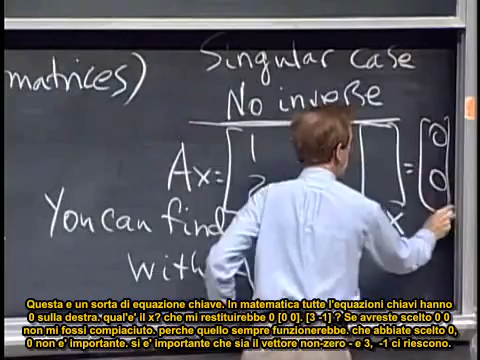 matrices)
Singular case
No inverse
Ax= [ 1 ] = [ 0
2 0
You can find x
with A
Questa e un sorta di equazione chiave. In matematica tutte l'equazioni chiavi hanno
0 sulla destra. qual'e' il x? che mi restituirebbe 0 [0 0]. [3 -1] ? Se avreste scelto 0 0
non mi fossi compiaciuto. perche quello sempre funzionerebbe. che abbiate scelto 0,
0 non e' importante. si e' importante che sia il vettore non-zero - e 3, -1 ci riescono.